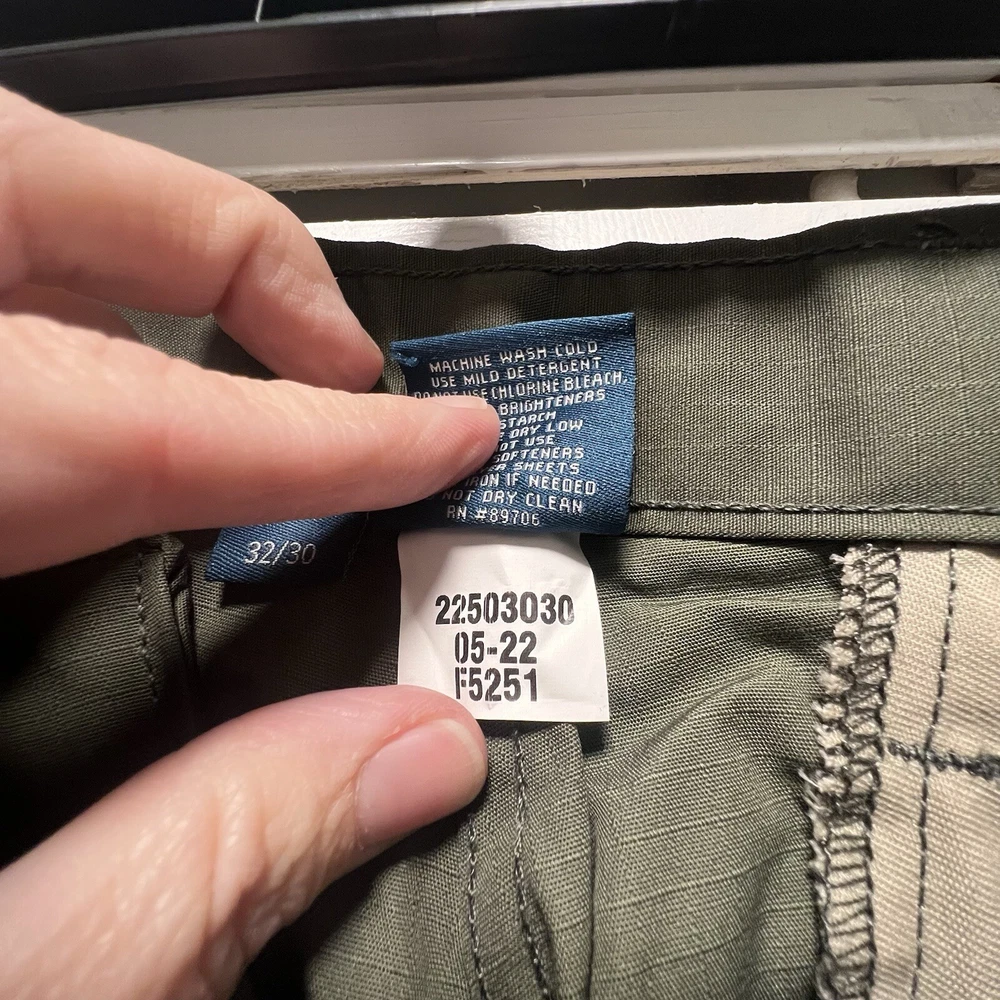 MACHINE WASH COLD
USE MILD DETERGENT
DO NOT USE CHLORINE BLEACH,
BRIGHTENERS
STARCH
DRY LOW
USE
SOFTENERS
SHEETS
IRON IF NEEDED
NOT DRY CLEAN
RN #89706
32/30
22503030
05-22
F5251